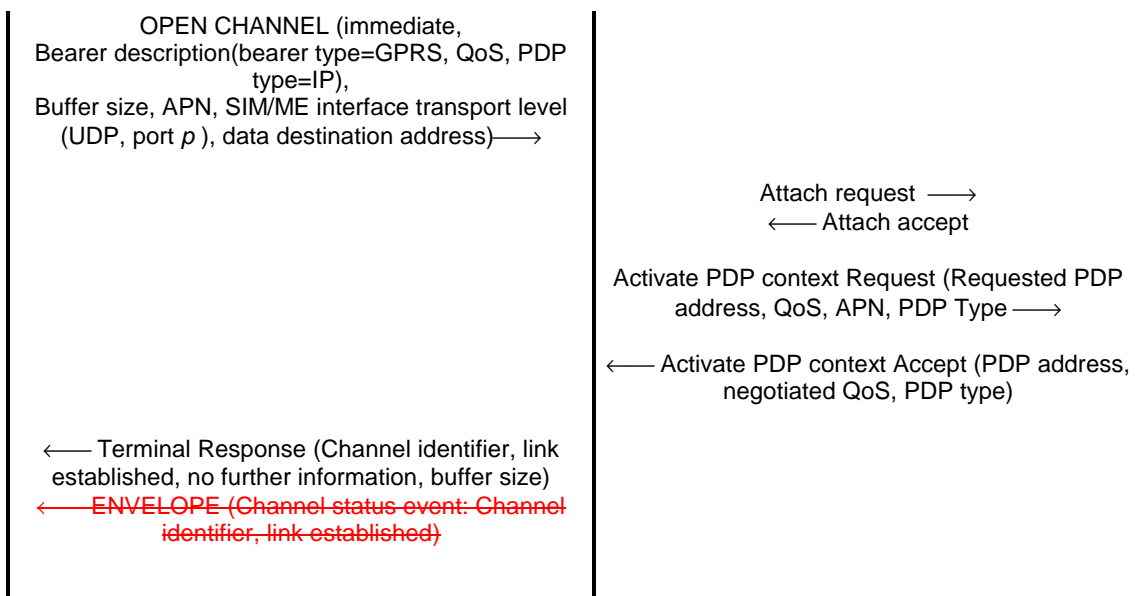 OPEN CHANNEL (immediate,
Bearer description(bearer type=GPRS, QoS, PDP
type=IP),
Buffer size, APN, SIM/ME interface transport level
(UDP, port p ), data destination address)⟶
Attach request ⟶
⟵ Attach accept
Activate PDP context Request (Requested PDP
address, QoS, APN, PDP Type ⟶
⟵ Activate PDP context Accept (PDP address,
negotiated QoS, PDP type)
⟵ Terminal Response (Channel identifier, link
established, no further information, buffer size)
⟵ ENVELOPE (Channel status event: Channel
identifier, link established)